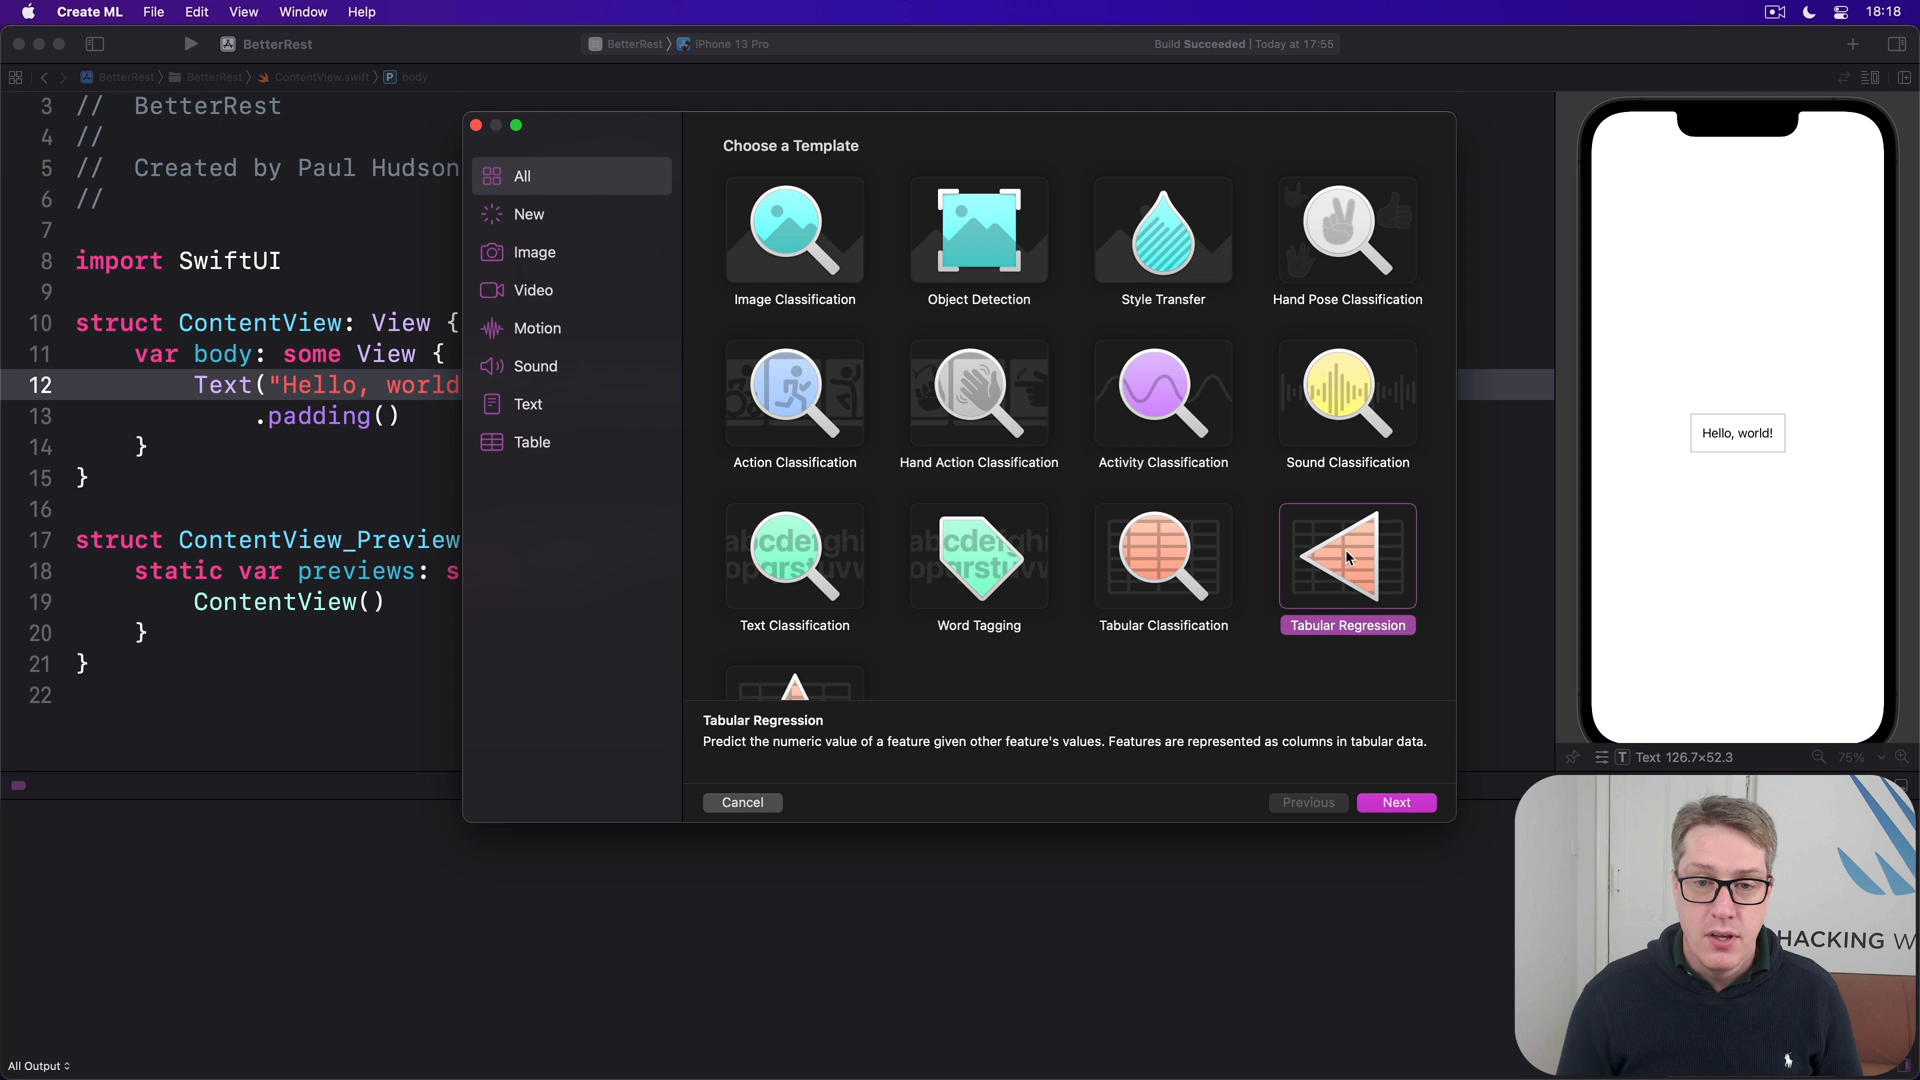 Create ML File Edit View Window Help 18:18
BetterRest BetterRest iPhone 13 Pro Build Succeeded | Today at 17:55
BetterRest BetterRest ContentView.swift P body
3 // BetterRest
4 //
5 // Created by Paul Hudson
6 //
7
8 import SwiftUI
9
10 struct ContentView: View {
11 var body: some View {
12 Text("Hello, world
13 .padding()
14 }
15 }
16
17 struct ContentView_Preview
18 static var previews: s
19 ContentView()
20 }
21 }
22
All
New
Image
Video
Motion
Sound
Text
Table
Choose a Template
Image Classification Object Detection Style Transfer Hand Pose Classification
Action Classification Hand Action Classification Activity Classification Sound Classification
Text Classification Word Tagging Tabular Classification Tabular Regression
Tabular Regression
Predict the numeric value of a feature given other feature's values. Features are represented as columns in tabular data.
Cancel Previous Next
Hello, world!
T Text 126.7×52.3 75%
HACKING W
All Output